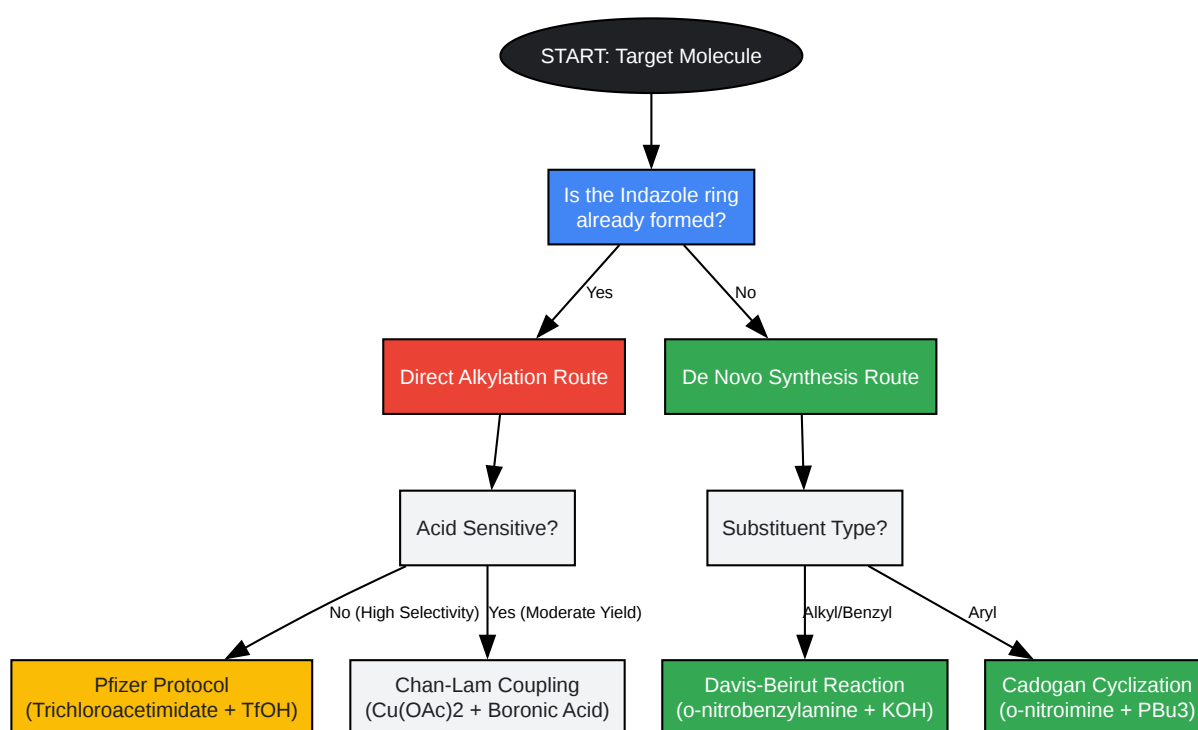 START: Target Molecule
Is the Indazole ring
already formed?
Yes
No
Direct Alkylation Route
De Novo Synthesis Route
Acid Sensitive?
Substituent Type?
No (High Selectivity)
Yes (Moderate Yield)
Alkyl/Benzyl
Aryl
Pfizer Protocol
(Trichloroacetimidate + TfOH)
Chan-Lam Coupling
(Cu(OAc)2 + Boronic Acid)
Davis-Beirut Reaction
(o-nitrobenzylamine + KOH)
Cadogan Cyclization
(o-nitroimine + PBu3)